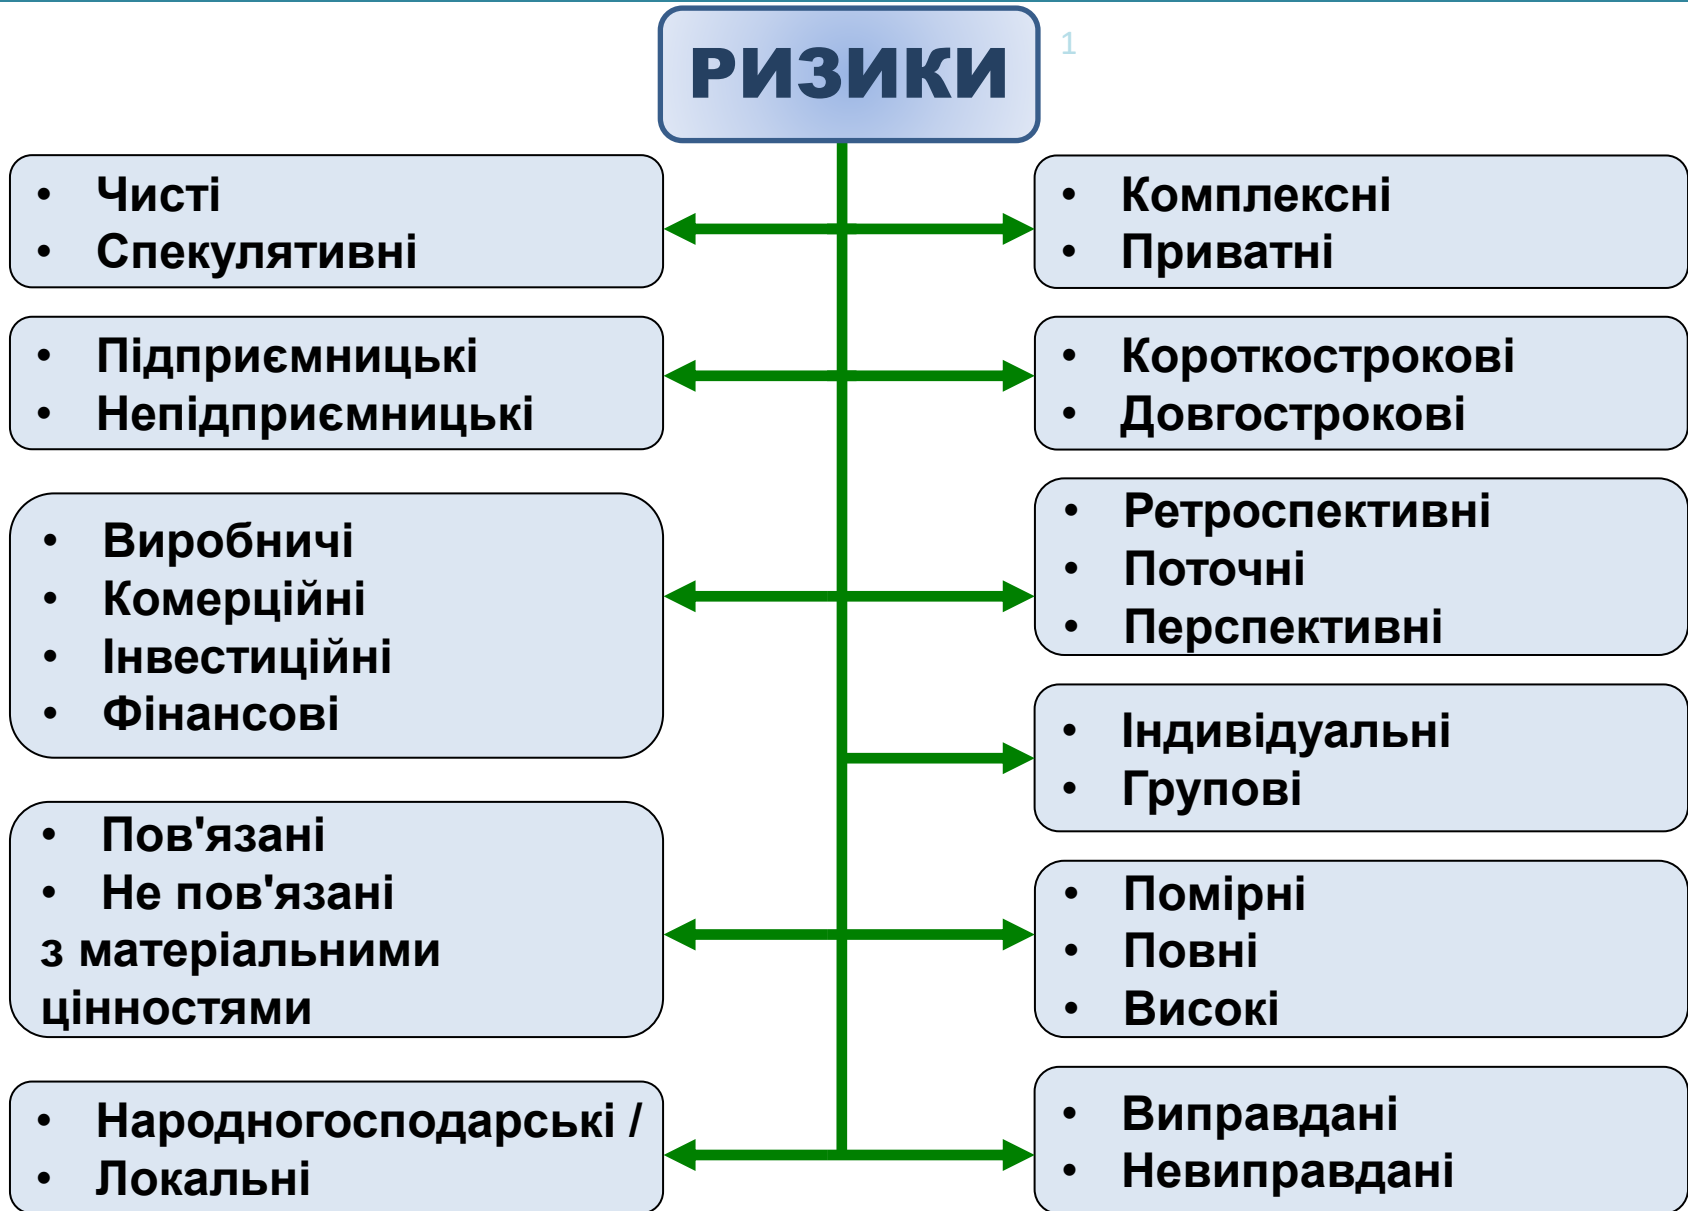 РИЗИКИ
1
• Чисті
• Спекулятивні
• Підприємницькі
• Непідприємницькі
• Виробничі
• Комерційні
• Інвестиційні
• Фінансові
• Пов'язані
• Не пов'язані
з матеріальними
цінностями
• Народногосподарські /
• Локальні
• Комплексні
• Приватні
• Короткострокові
• Довгострокові
• Ретроспективні
• Поточні
• Перспективні
• Індивідуальні
• Групові
• Помірні
• Повні
• Високі
• Виправдані
• Невиправдані